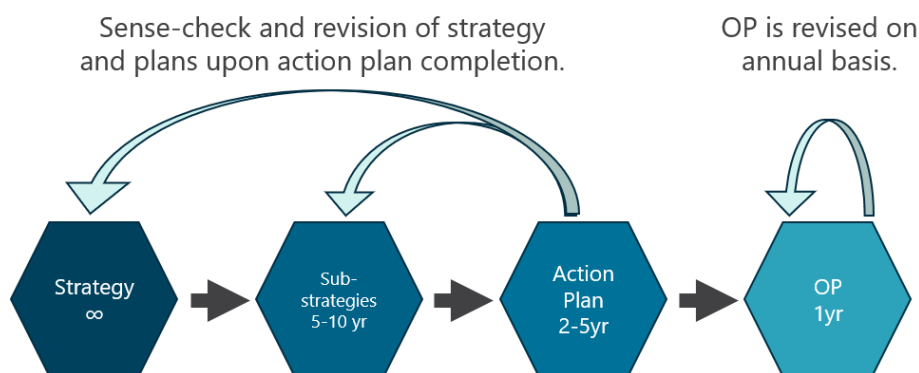 Sense-check and revision of strategy
and plans upon action plan completion.
OP is revised on
annual basis.
Strategy
∞
Sub-
strategies
5-10 yr
Action
Plan
2-5yr
OP
1yr